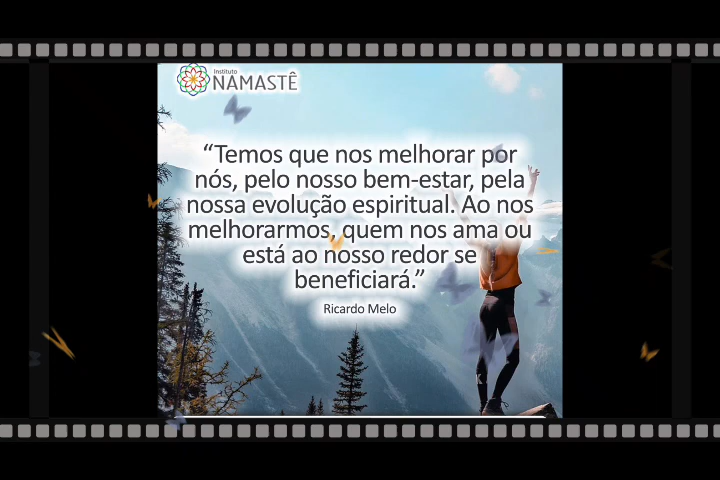 Instituto
NAMASTÊ
“Temos que nos melhorar por
nós, pelo nosso bem-estar, pela
nossa evolução espiritual. Ao nos
melhorarmos, quem nos ama ou
está ao nosso redor se
beneficiará.”
Ricardo Melo